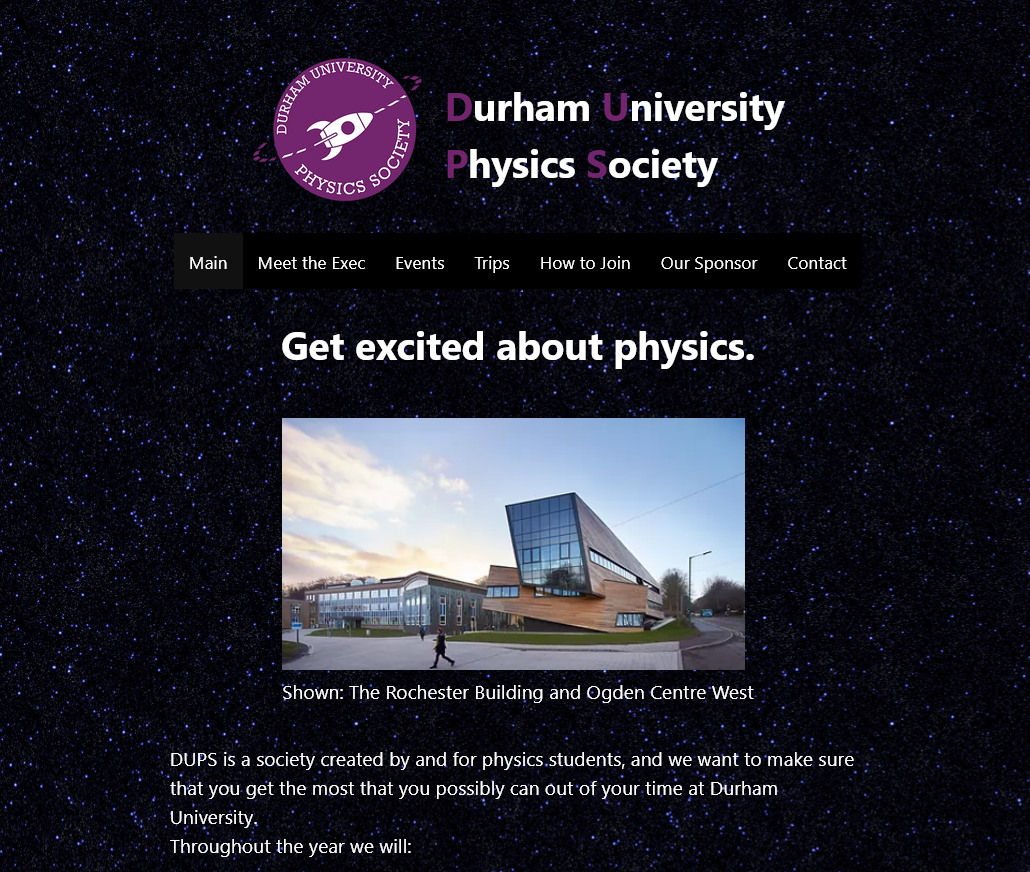 DURHAM UNIVERSITY
PHYSICS SOCIETY
Durham University
Physics Society
Main Meet the Exec Events Trips How to Join Our Sponsor Contact
Get excited about physics.
Shown: The Rochester Building and Ogden Centre West
DUPS is a society created by and for physics students, and we want to make sure
that you get the most that you possibly can out of your time at Durham
University.
Throughout the year we will: